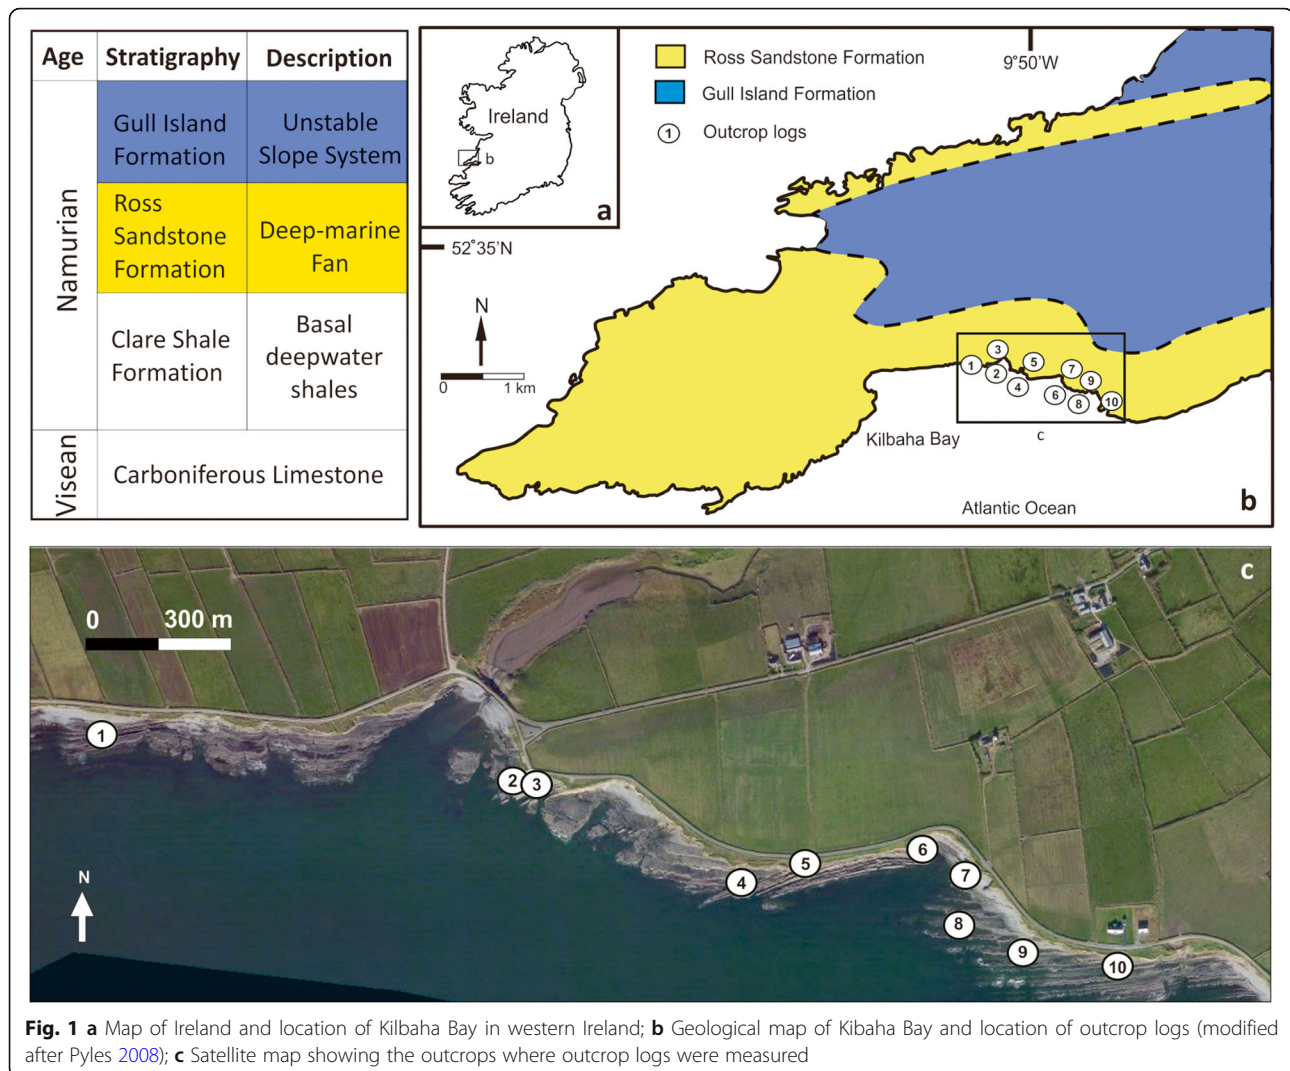 Age Stratigraphy Description
Namurian
Gull Island
Formation
Unstable
Slope System
Ross
Sandstone
Formation
Deep-marine
Fan
Clare Shale
Formation
Basal
deepwater
shales
Visean
Carboniferous Limestone
Ireland
b
a
Ross Sandstone Formation
Gull Island Formation
1 Outcrop logs
9°50'W
52°35'N
N
0 1 km
1
2
3
4
5
6
7
8
9
10
c
Kilbaha Bay
Atlantic Ocean
b
c
0 300 m
N
1
2
3
4
5
6
7
8
9
10
Fig. 1 a Map of Ireland and location of Kilbaha Bay in western Ireland; b Geological map of Kibaha Bay and location of outcrop logs (modified
after Pyles 2008); c Satellite map showing the outcrops where outcrop logs were measured